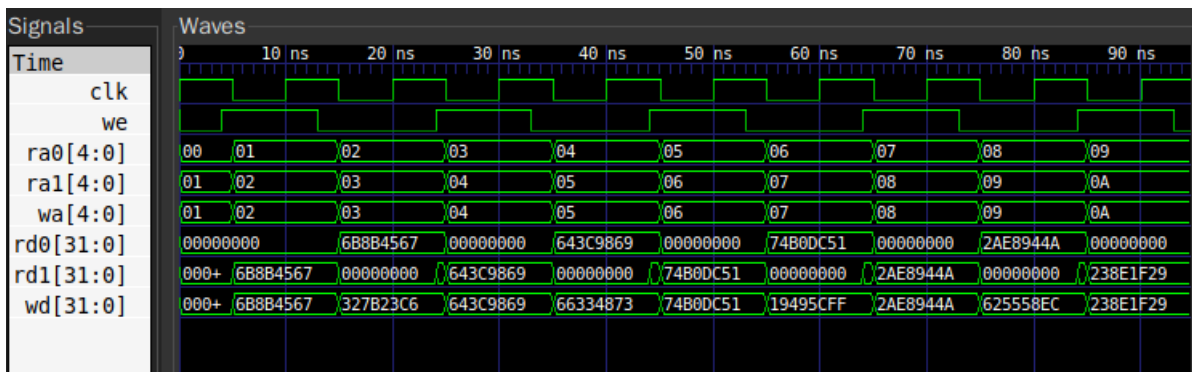 Signals Waves
Time 0 10 ns 20 ns 30 ns 40 ns 50 ns 60 ns 70 ns 80 ns 90 ns
clk
we
ra0[4:0] 00 01 02 03 04 05 06 07 08 09
ra1[4:0] 01 02 03 04 05 06 07 08 09 0A
wa[4:0] 01 02 03 04 05 06 07 08 09 0A
rd0[31:0] 00000000 6B8B4567 00000000 643C9869 00000000 74B0DC51 00000000 2AE8944A 00000000
rd1[31:0] 000+ 6B8B4567 00000000 643C9869 00000000 74B0DC51 00000000 2AE8944A 00000000 238E1F29
wd[31:0] 000+ 6B8B4567 327B23C6 643C9869 66334873 74B0DC51 19495CFF 2AE8944A 625558EC 238E1F29